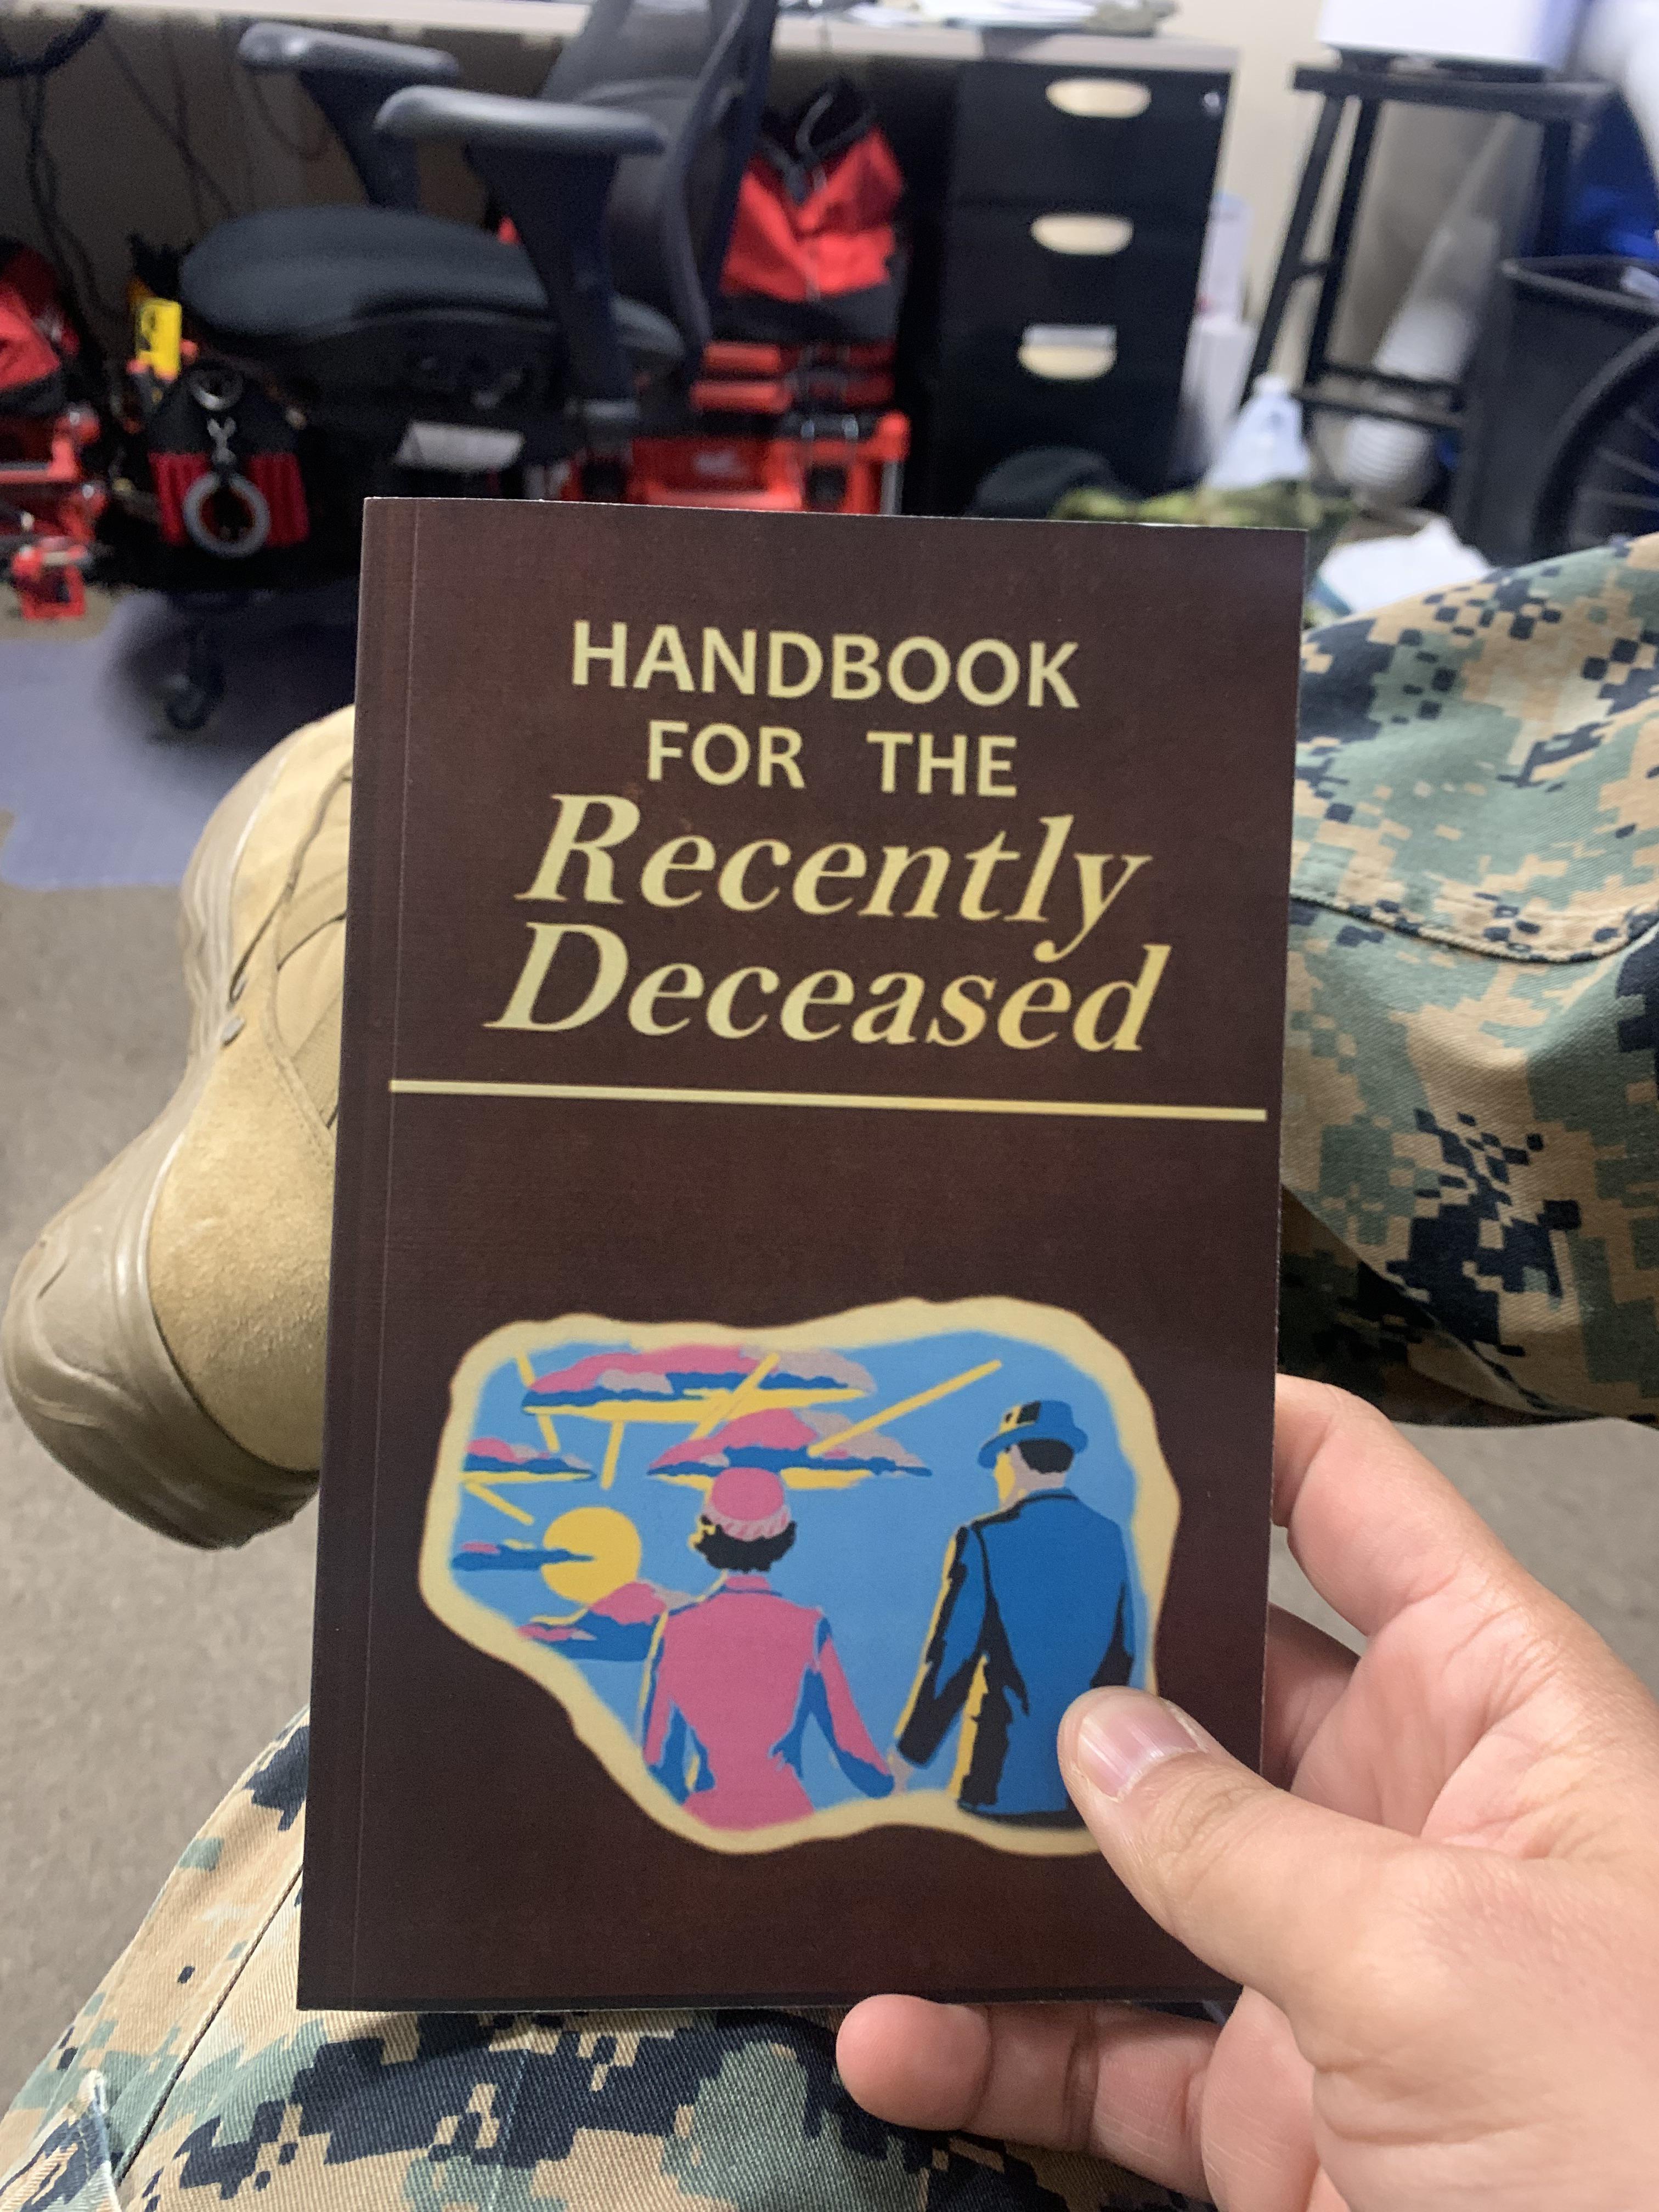 HANDBOOK
FOR THE
Recently
Deceased